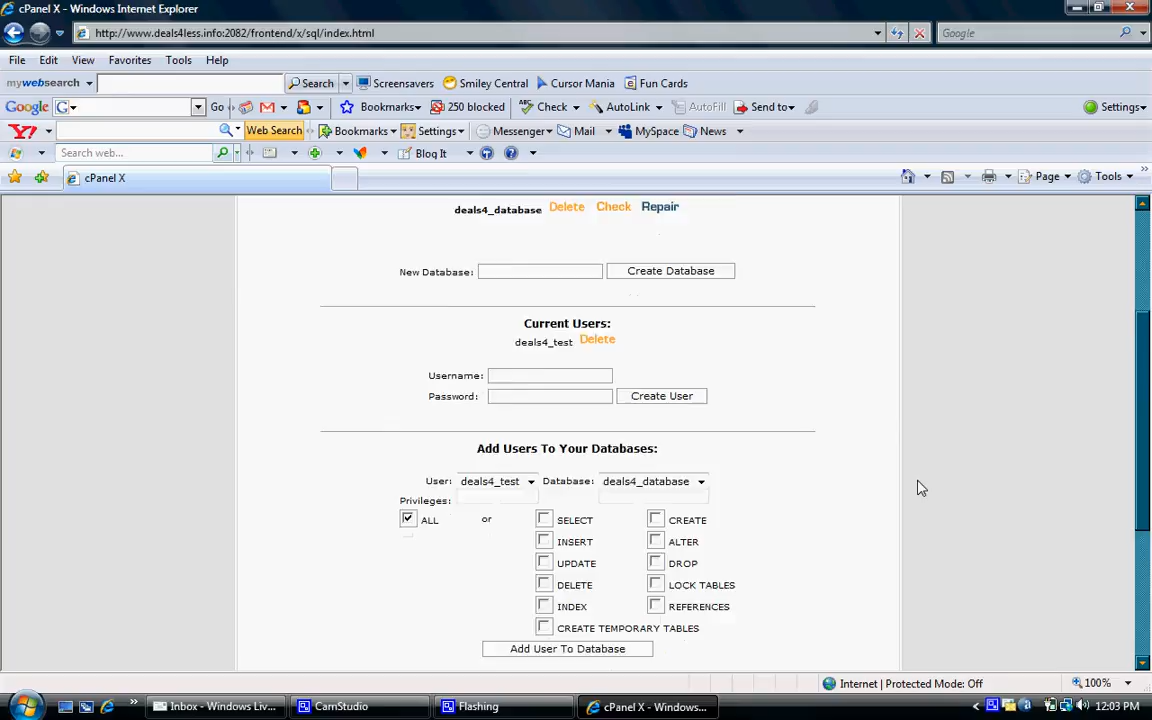 cPanel X - Windows Internet Explorer
http://www.deals4less.info:2082/frontend/x/sql/index.html
Google
File Edit View Favorites Tools Help
mywebsearch Search Screensavers Smiley Central Cursor Mania Fun Cards
Google G Go Bookmarks 250 blocked Check AutoLink AutoFill Send to Settings
Y! Web Search Bookmarks Settings Messenger Mail MySpace News
Search web... Blog It
cPanel X Page Tools
deals4_database Delete Check Repair
New Database: Create Database
Current Users:
deals4_test Delete
Username:
Password: Create User
Add Users To Your Databases:
User: deals4_test Database: deals4_database
Privileges:
ALL or SELECT CREATE
INSERT ALTER
UPDATE DROP
DELETE LOCK TABLES
INDEX REFERENCES
CREATE TEMPORARY TABLES
Add User To Database
Internet | Protected Mode: Off 100%
Inbox - Windows Liv... CamStudio Flashing cPanel X - Windows... 12:03 PM